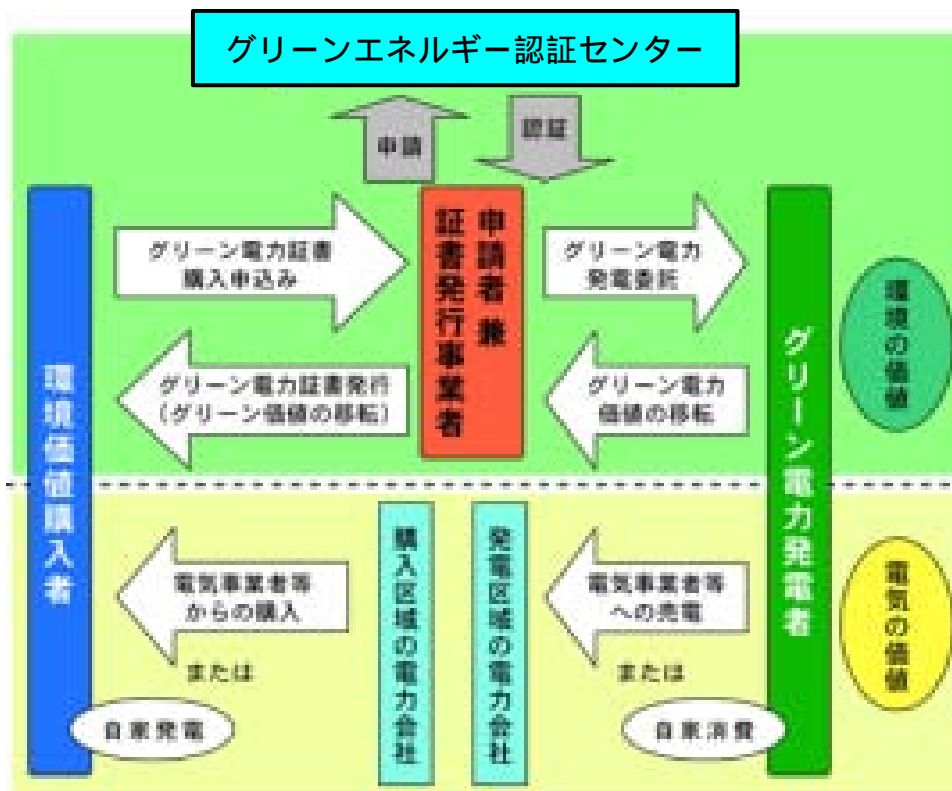 グリーンエネルギー認証センター
申請
認証
グリーン電力証書
購入申込み
申請者 兼
証書発行事業者
グリーン電力
発電委託
グリーン電力証書発行
(グリーン価値の移転)
グリーン電力
価値の移転
環境価値購入者
グリーン電力発電者
環境の価値
電気事業者等
からの購入
または
自家発電
購入区域の電力会社
発電区域の電力会社
電気事業者等
への売電
または
自家消費
電気の価値